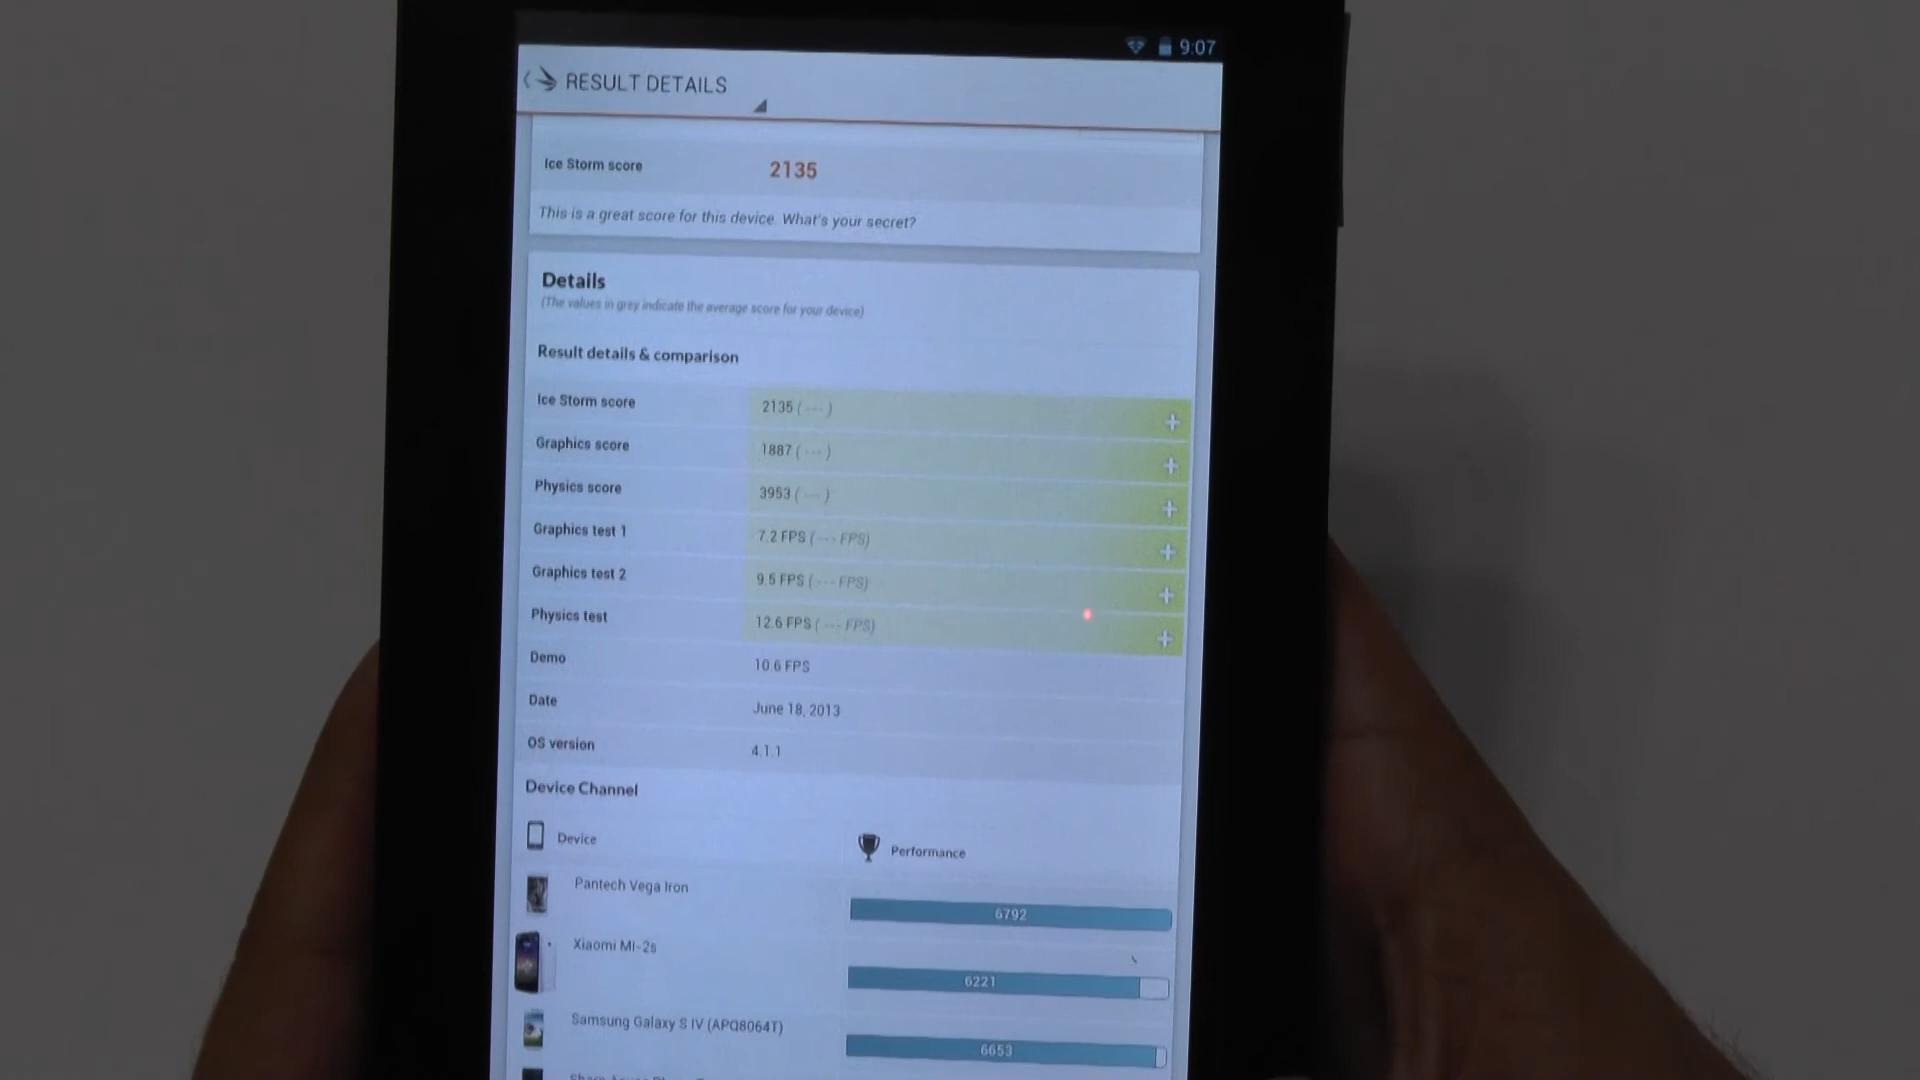 9:07
RESULT DETAILS
Ice Storm score 2135
This is a great score for this device. What's your secret?
Details
(The values in grey indicate the average score for your device)
Result details & comparison
Ice Storm score 2135 ( --- ) +
Graphics score 1887 ( --- ) +
Physics score 3953 ( --- ) +
Graphics test 1 7.2 FPS ( --- FPS) +
Graphics test 2 9.5 FPS ( --- FPS) +
Physics test 12.6 FPS ( --- FPS) +
Demo 10.6 FPS
Date June 18, 2013
OS version 4.1.1
Device Channel
Device Performance
Pantech Vega Iron 6792
Xiaomi MI-2s 6221
Samsung Galaxy S IV (APQ8064T) 6653